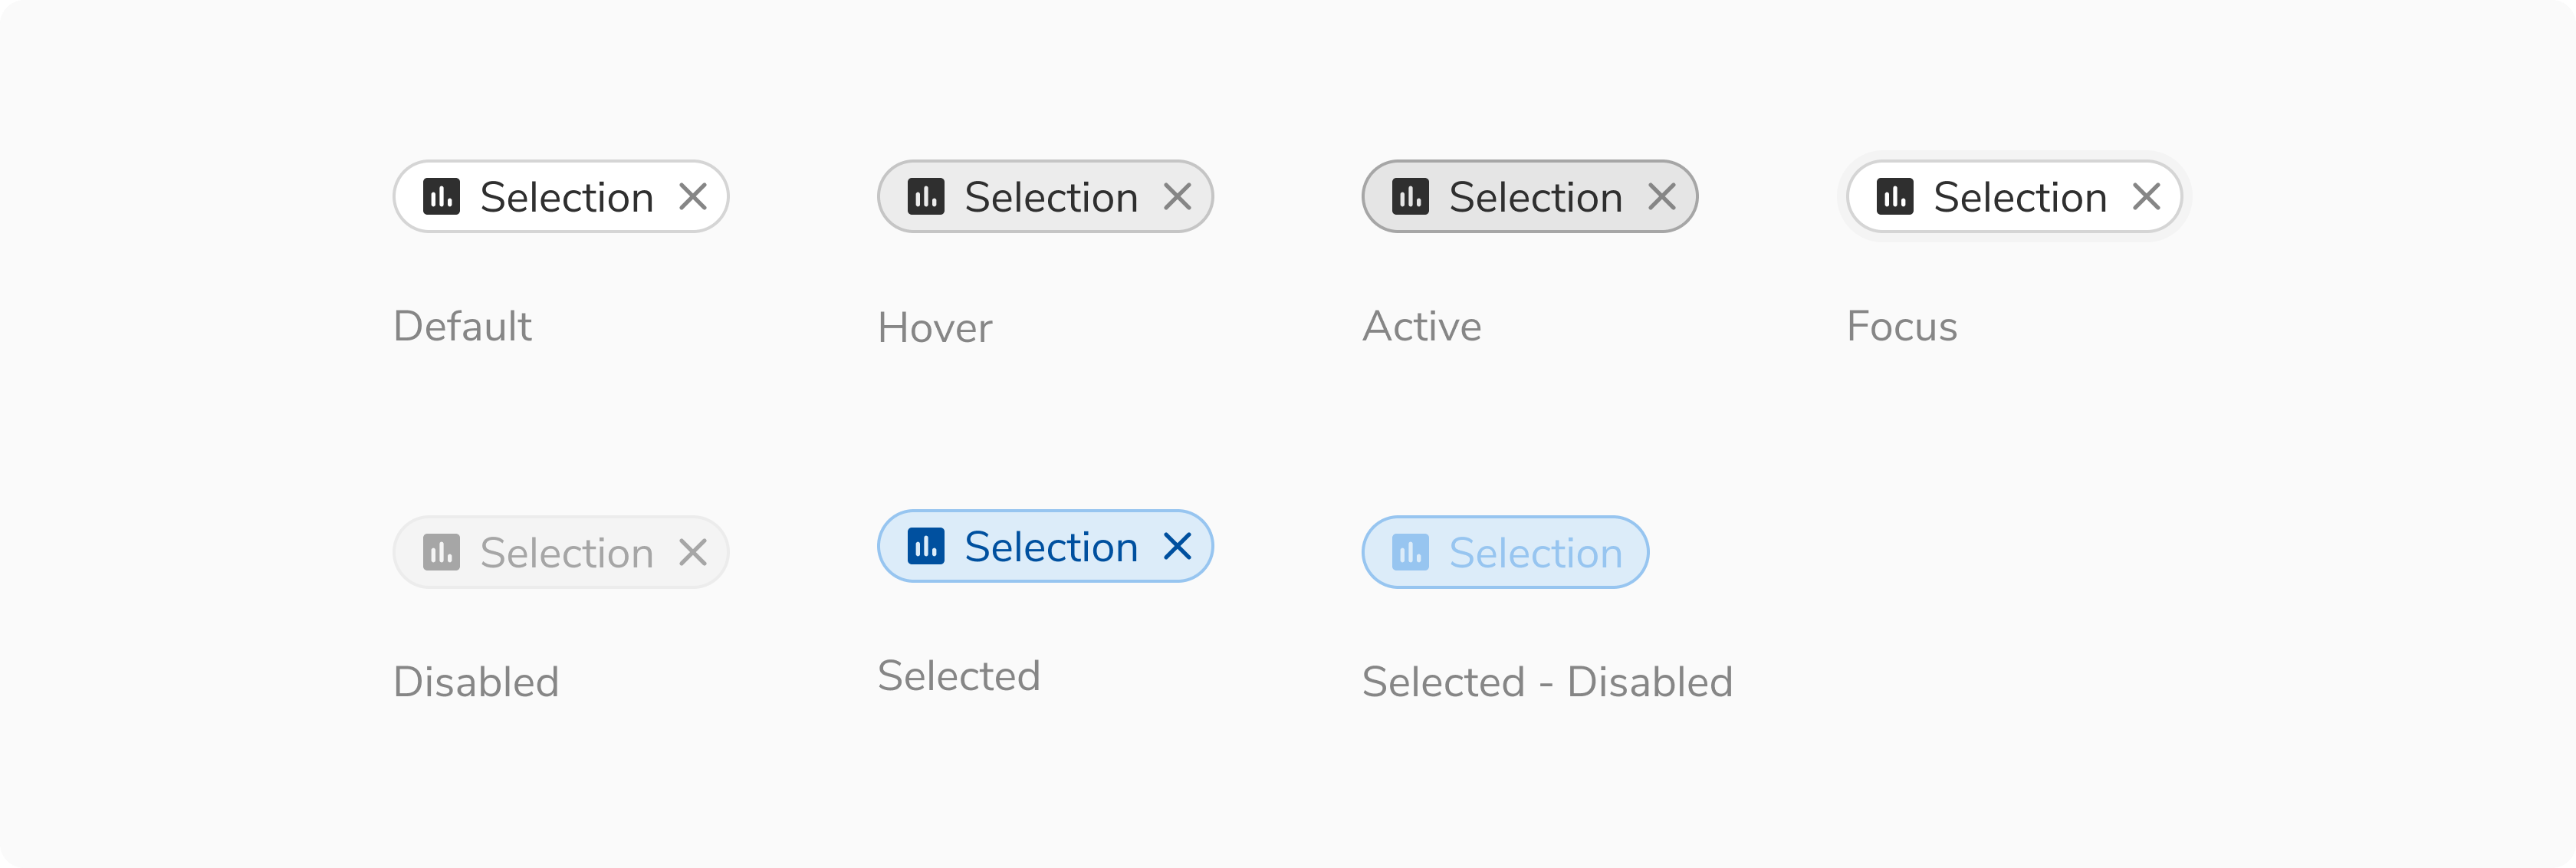 Selection
Selection
Selection
Selection
Default
Hover
Active
Focus
Selection
Selection
Selection
Disabled
Selected
Selected - Disabled